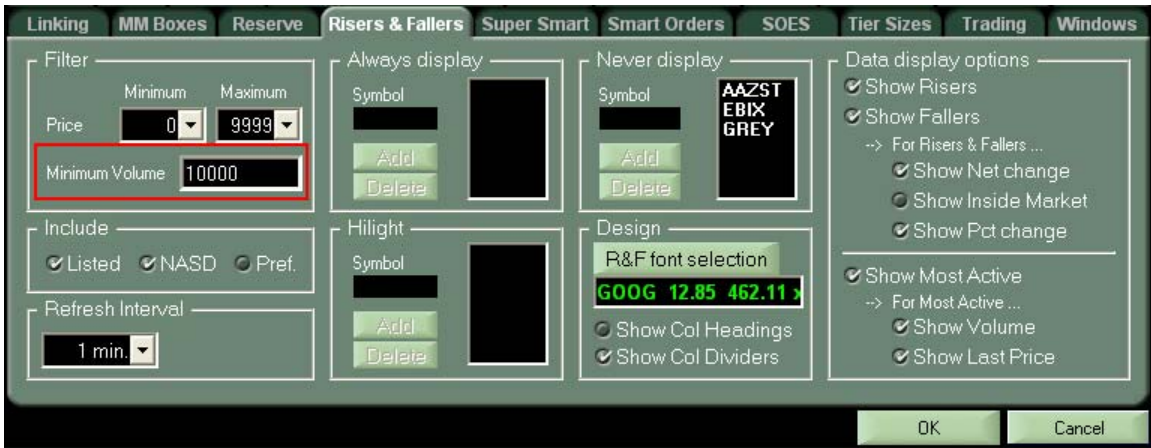 Linking MM Boxes Reserve Risers & Fallers Super Smart Smart Orders SOES Tier Sizes Trading Windows
Filter
Minimum Maximum
Price 0 9999
Minimum Volume 10000
Include
Listed NASD Pref.
Refresh Interval
1 min.
Always display
Symbol
Add
Delete
Hilight
Symbol
Add
Delete
Never display
Symbol
AAZST
EBIX
GREY
Add
Delete
Design
R&F font selection
GOOG 12.85 462.11
Show Col Headings
Show Col Dividers
Data display options
Show Risers
Show Fallers
--> For Risers & Fallers ...
Show Net change
Show Inside Market
Show Pct change
Show Most Active
--> For Most Active ...
Show Volume
Show Last Price
OK Cancel